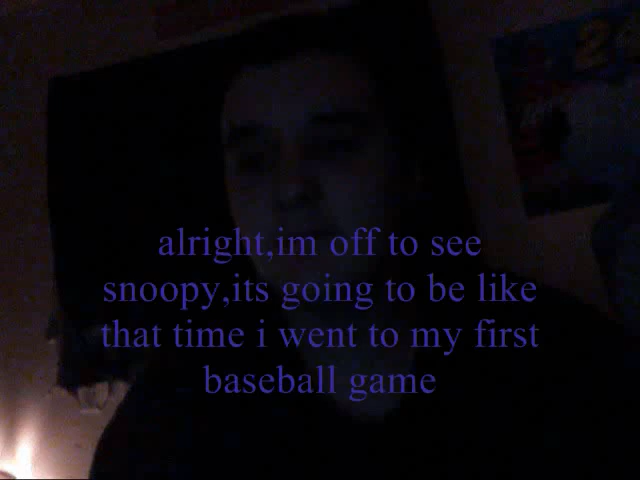 alright,im off to see
snoopy,its going to be like
that time i went to my first
baseball game